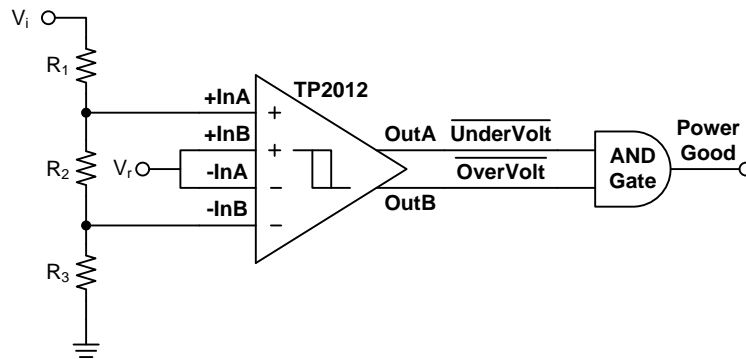 Vi
R1
R2
R3
Vr
TP2012
+InA
+InB
-InA
-InB
+
+
−
−
OutA
OutB
UnderVolt
OverVolt
AND
Gate
Power
Good